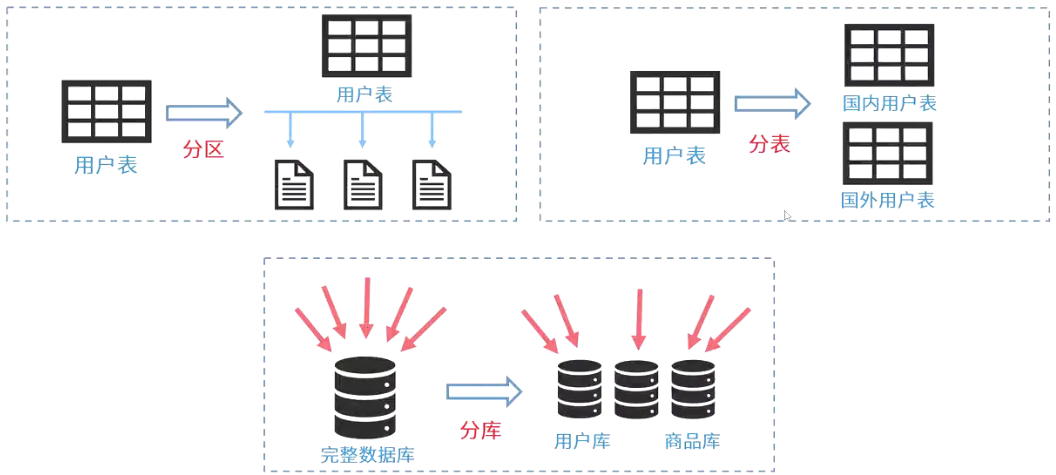 用户表
分区
用户表
用户表
分表
国内用户表
国外用户表
完整数据库
分库
用户库
商品库